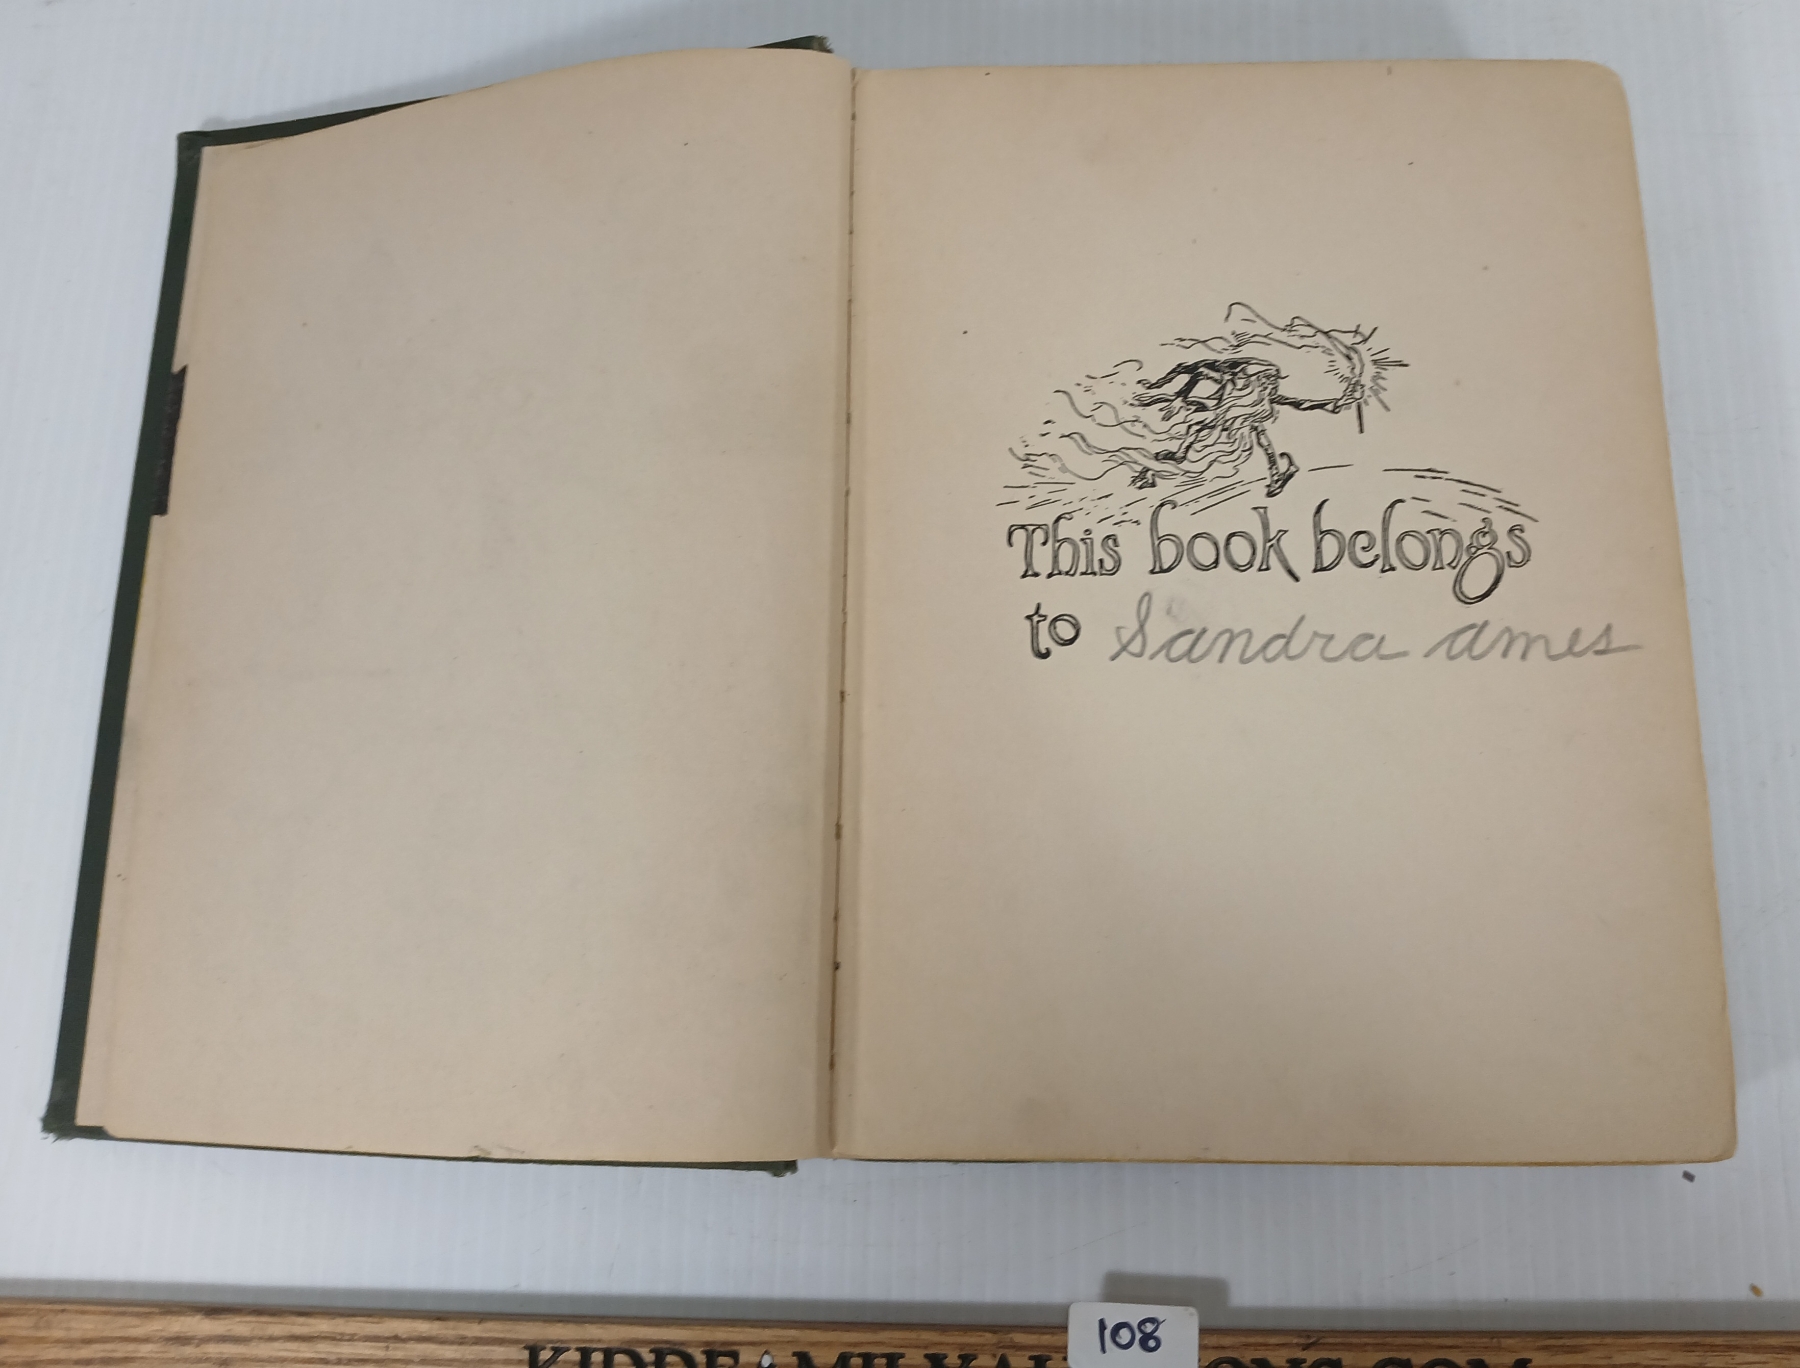 This book belongs
to Sandra Ames
108